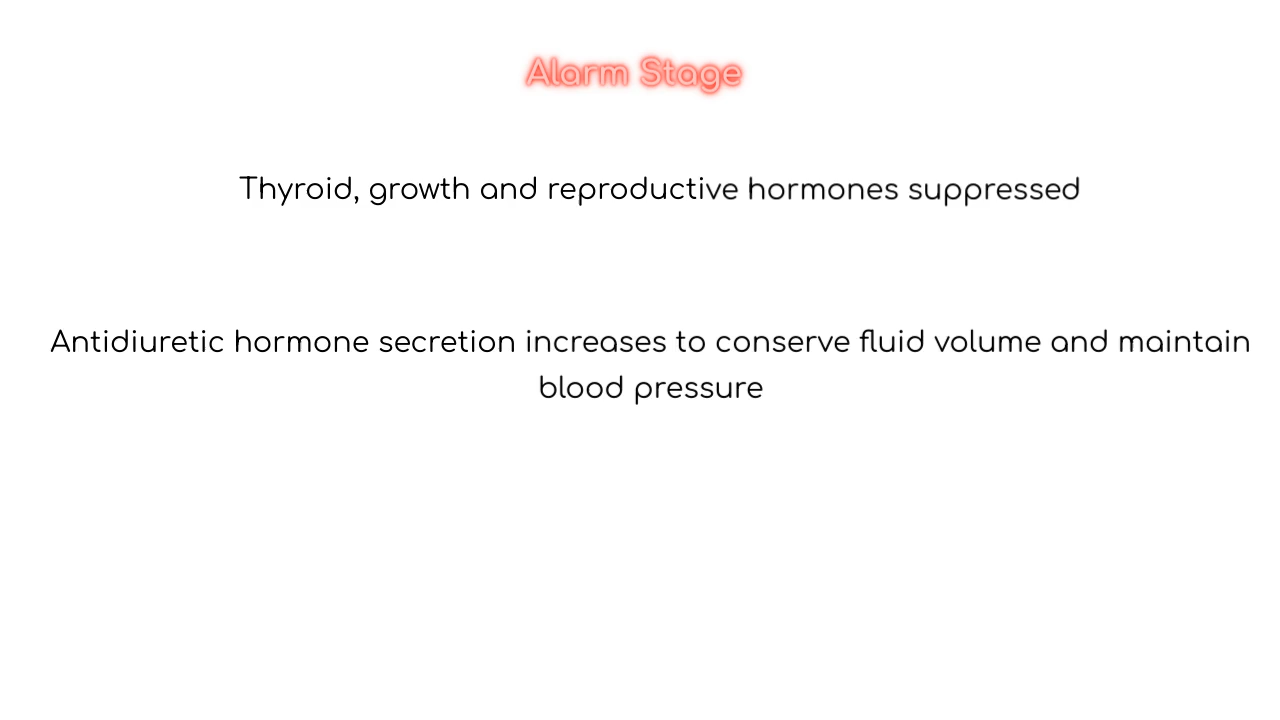 Alarm Stage
Thyroid, growth and reproductive hormones suppressed
Antidiuretic hormone secretion increases to conserve fluid volume and maintain
blood pressure